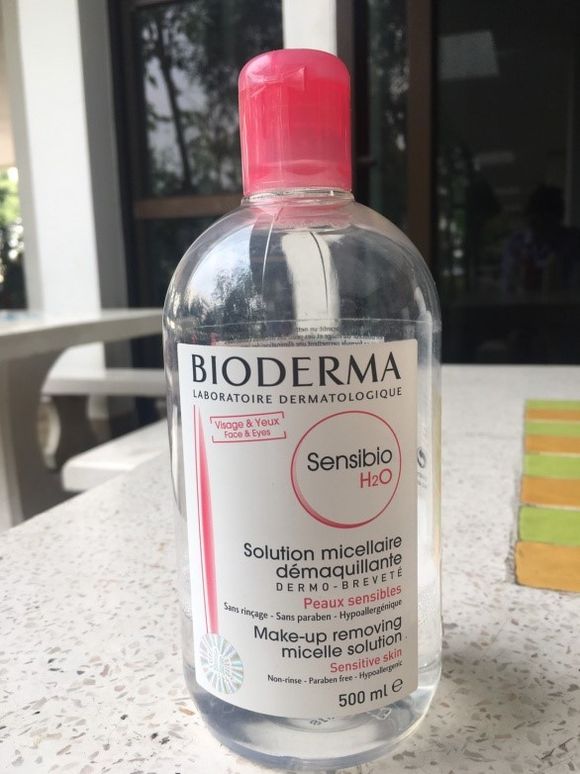 BIODERMA
LABORATOIRE DERMATOLOGIQUE
Visage & Yeux
Face & Eyes
Sensibio
H2O
Solution micellaire
démaquillante
DERMO-BREVETÉ
Peaux sensibles
Sans rinçage - Sans paraben - Hypoallergénique
Make-up removing
micelle solution
Sensitive skin
Non-rinse - Paraben free - Hypoallergenic
500 ml ℮